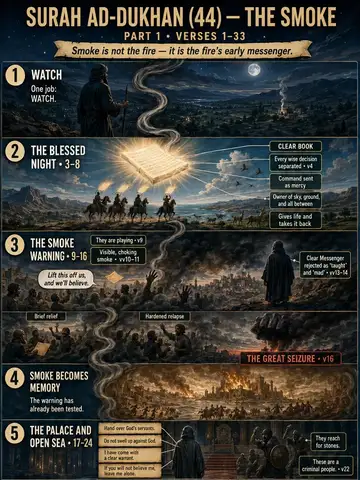 SURAH AD-DUKHAN (44) — THE SMOKE
PART 1 • VERSES 1–33
Smoke is not the fire — it is the fire's early messenger.
1
WATCH
One job:
WATCH.
2
THE BLESSED
NIGHT • 3–8
CLEAR BOOK
Every wise decision
separated • v4
Command sent
as mercy
Owner of sky, ground,
and all between
Gives life and
takes it back
3
THE SMOKE
WARNING • 9–16
They are playing • v9
Visible, choking
smoke • vv10–11
Lift this off us,
and we'll believe.
Clear Messenger
rejected as 'taught'
and 'mad' • vv13–14
Brief relief
Hardened relapse
THE GREAT SEIZURE • v16
4
SMOKE BECOMES
MEMORY
The warning has
already been tested.
5
THE PALACE AND
OPEN SEA • 17–24
Hand over God's servants.
Do not swell up against God.
I have come with
a clear warrant.
If you will not believe me,
leave me alone.
They reach
for stones.
These are a
criminal people. • v22